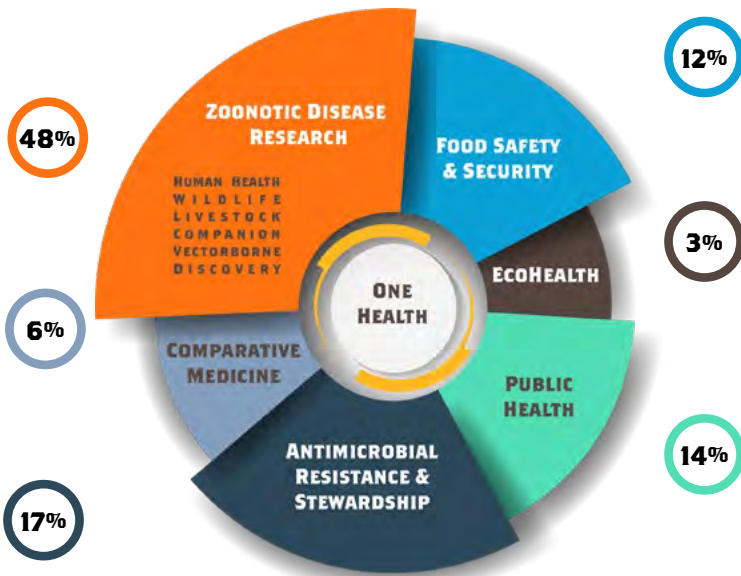 12%
48%
ZOONOTIC DISEASE
RESEARCH
HUMAN HEALTH
WILDLIFE
LIVESTOCK
COMPANION
VECTORBORNE
DISCOVERY
FOOD SAFETY
& SECURITY
3%
ECOHEALTH
ONE
HEALTH
6%
COMPARATIVE
MEDICINE
PUBLIC
HEALTH
14%
ANTIMICROBIAL
RESISTANCE &
STEWARDSHIP
17%